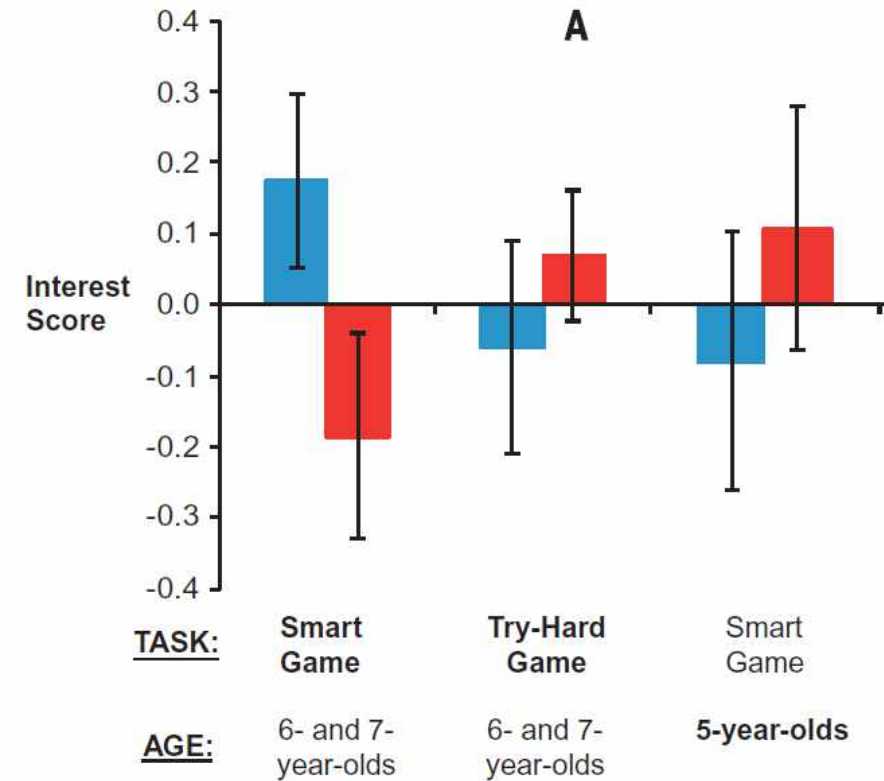 A
0.4
0.3
0.2
0.1
0.0
-0.1
-0.2
-0.3
-0.4
Interest
Score
TASK:
Smart
Game
Try-Hard
Game
Smart
Game
AGE:
6- and 7-
year-olds
6- and 7-
year-olds
5-year-olds